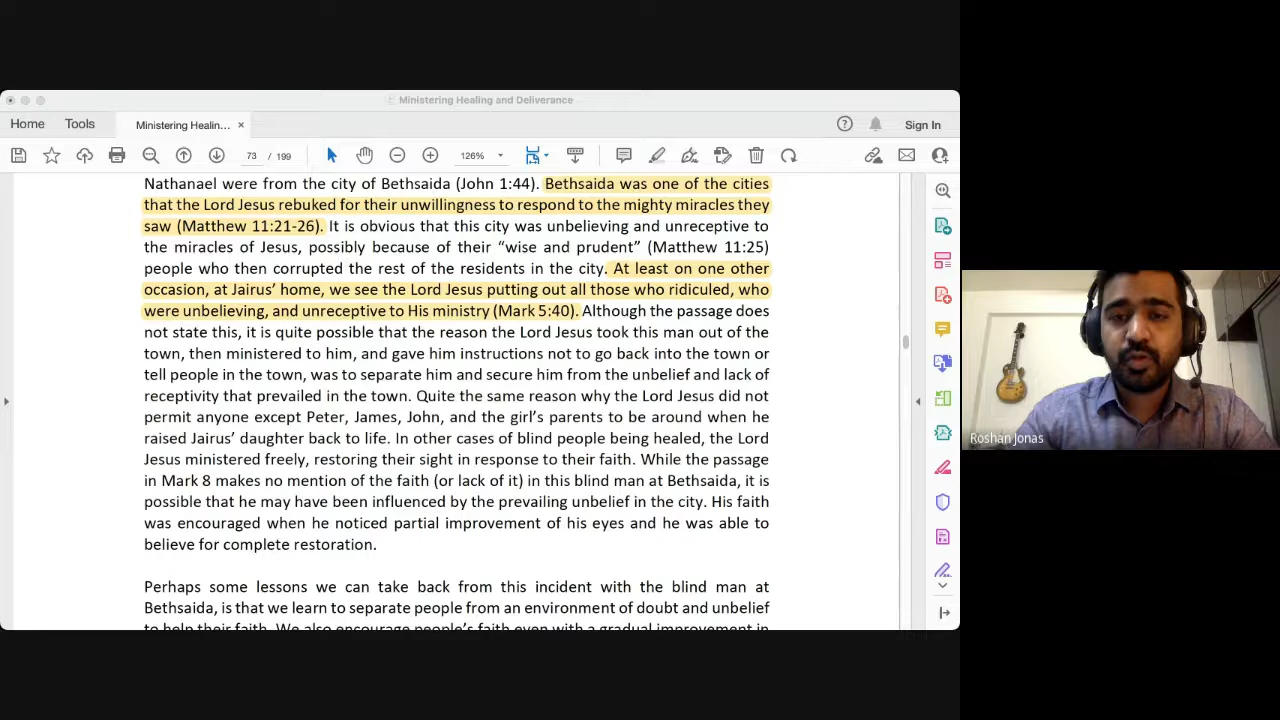 Ministering Healing and Deliverance
Home Tools Ministering Healin... × Sign In
73 / 199 126%
Nathanael were from the city of Bethsaida (John 1:44). Bethsaida was one of the cities
that the Lord Jesus rebuked for their unwillingness to respond to the mighty miracles they
saw (Matthew 11:21-26). It is obvious that this city was unbelieving and unreceptive to
the miracles of Jesus, possibly because of their “wise and prudent” (Matthew 11:25)
people who then corrupted the rest of the residents in the city. At least on one other
occasion, at Jairus’ home, we see the Lord Jesus putting out all those who ridiculed, who
were unbelieving, and unreceptive to His ministry (Mark 5:40). Although the passage does
not state this, it is quite possible that the reason the Lord Jesus took this man out of the
town, then ministered to him, and gave him instructions not to go back into the town or
tell people in the town, was to separate him and secure him from the unbelief and lack of
receptivity that prevailed in the town. Quite the same reason why the Lord Jesus did not
permit anyone except Peter, James, John, and the girl’s parents to be around when he
raised Jairus’ daughter back to life. In other cases of blind people being healed, the Lord
Jesus ministered freely, restoring their sight in response to their faith. While the passage
in Mark 8 makes no mention of the faith (or lack of it) in this blind man at Bethsaida, it is
possible that he may have been influenced by the prevailing unbelief in the city. His faith
was encouraged when he noticed partial improvement of his eyes and he was able to
believe for complete restoration.
Perhaps some lessons we can take back from this incident with the blind man at
Bethsaida, is that we learn to separate people from an environment of doubt and unbelief
to help their faith. We also encourage people’s faith even with a gradual improvement in
Roshan Jonas